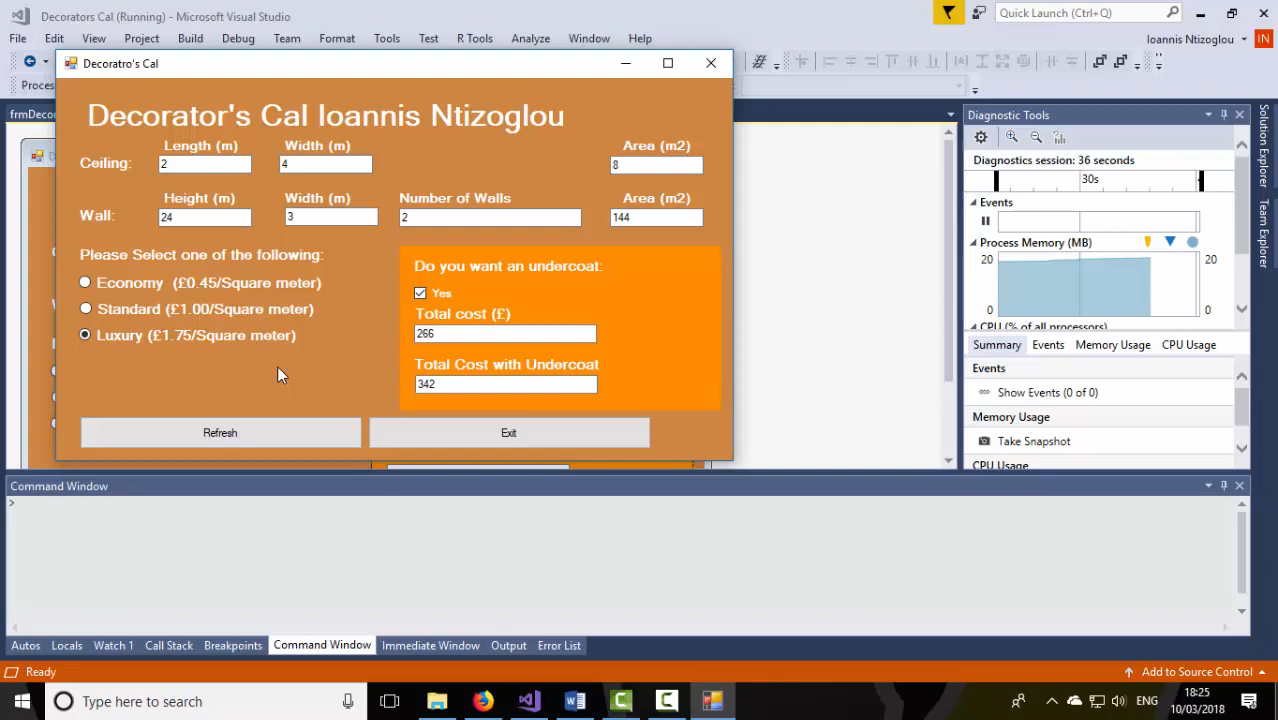 Decorators Cal (Running) - Microsoft Visual Studio
Quick Launch (Ctrl+Q)
File Edit View Project Build Debug Team Format Tools Test R Tools Analyze Window Help
Ioannis Ntizoglou IN
Proces
frmDecor
Decoratro's Cal
Decorator's Cal Ioannis Ntizoglou
Length (m) Width (m) Area (m2)
Ceiling: 2 4 8
Height (m) Width (m) Number of Walls Area (m2)
Wall: 24 3 2 144
Please Select one of the following:
Economy (£0.45/Square meter)
Standard (£1.00/Square meter)
Luxury (£1.75/Square meter)
Do you want an undercoat:
Yes
Total cost (£)
266
Total Cost with Undercoat
342
Refresh Exit
Diagnostic Tools
Diagnostics session: 36 seconds
30s
Events
Process Memory (MB)
20 20
0 0
CPU (% of all processors)
Summary Events Memory Usage CPU Usage
Events
Show Events (0 of 0)
Memory Usage
Take Snapshot
CPU Usage
Solution Explorer
Team Explorer
Command Window
>
Autos Locals Watch 1 Call Stack Breakpoints Command Window Immediate Window Output Error List
Ready
Add to Source Control
Type here to search
ENG
18:25
10/03/2018